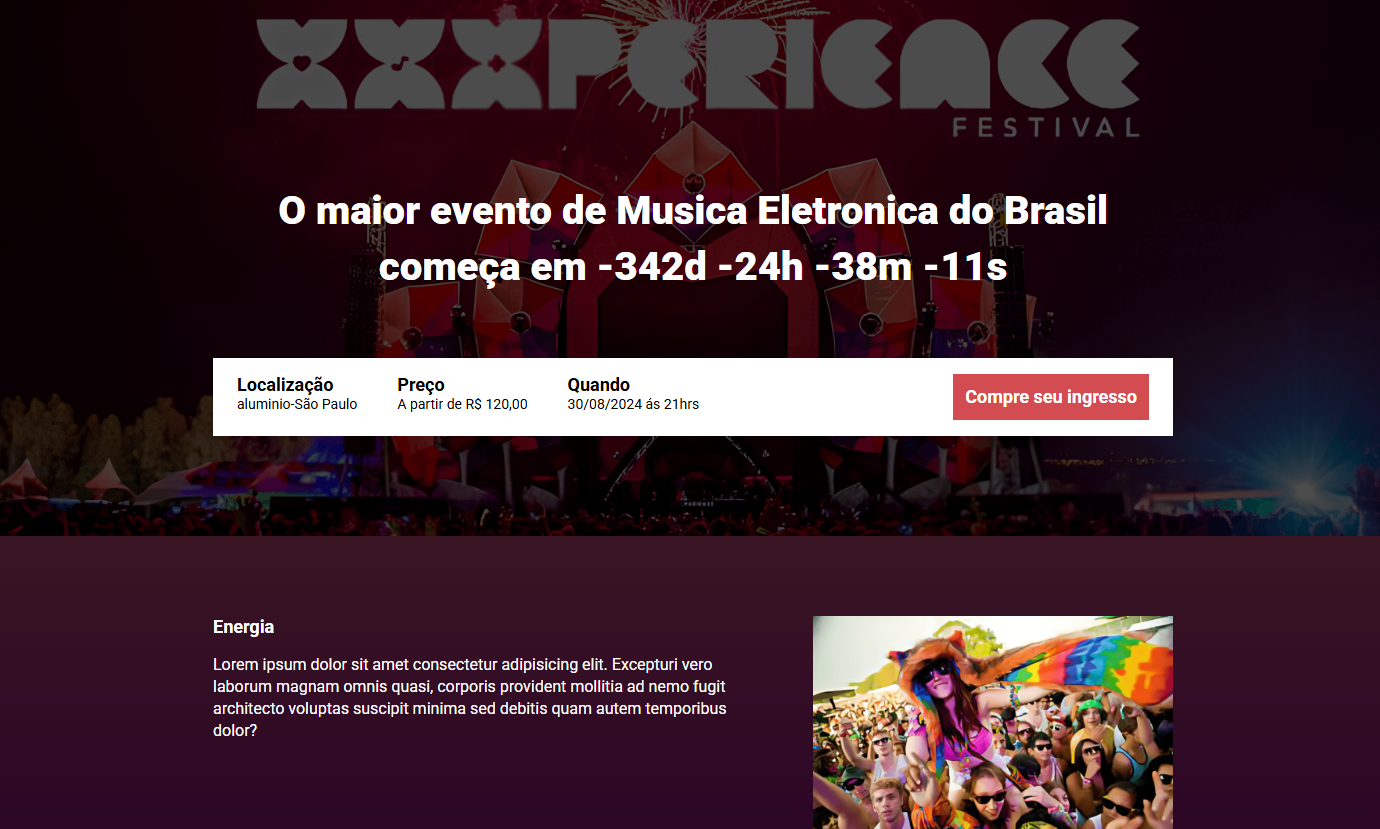 XXXPERIENCE
FESTIVAL
O maior evento de Musica Eletronica do Brasil
começa em -342d -24h -38m -11s
Localização
aluminio-São Paulo
Preço
A partir de R$ 120,00
Quando
30/08/2024 ás 21hrs
Compre seu ingresso
Energia
Lorem ipsum dolor sit amet consectetur adipisicing elit. Excepturi vero
laborum magnam omnis quasi, corporis provident mollitia ad nemo fugit
architecto voluptas suscipit minima sed debitis quam autem temporibus
dolor?